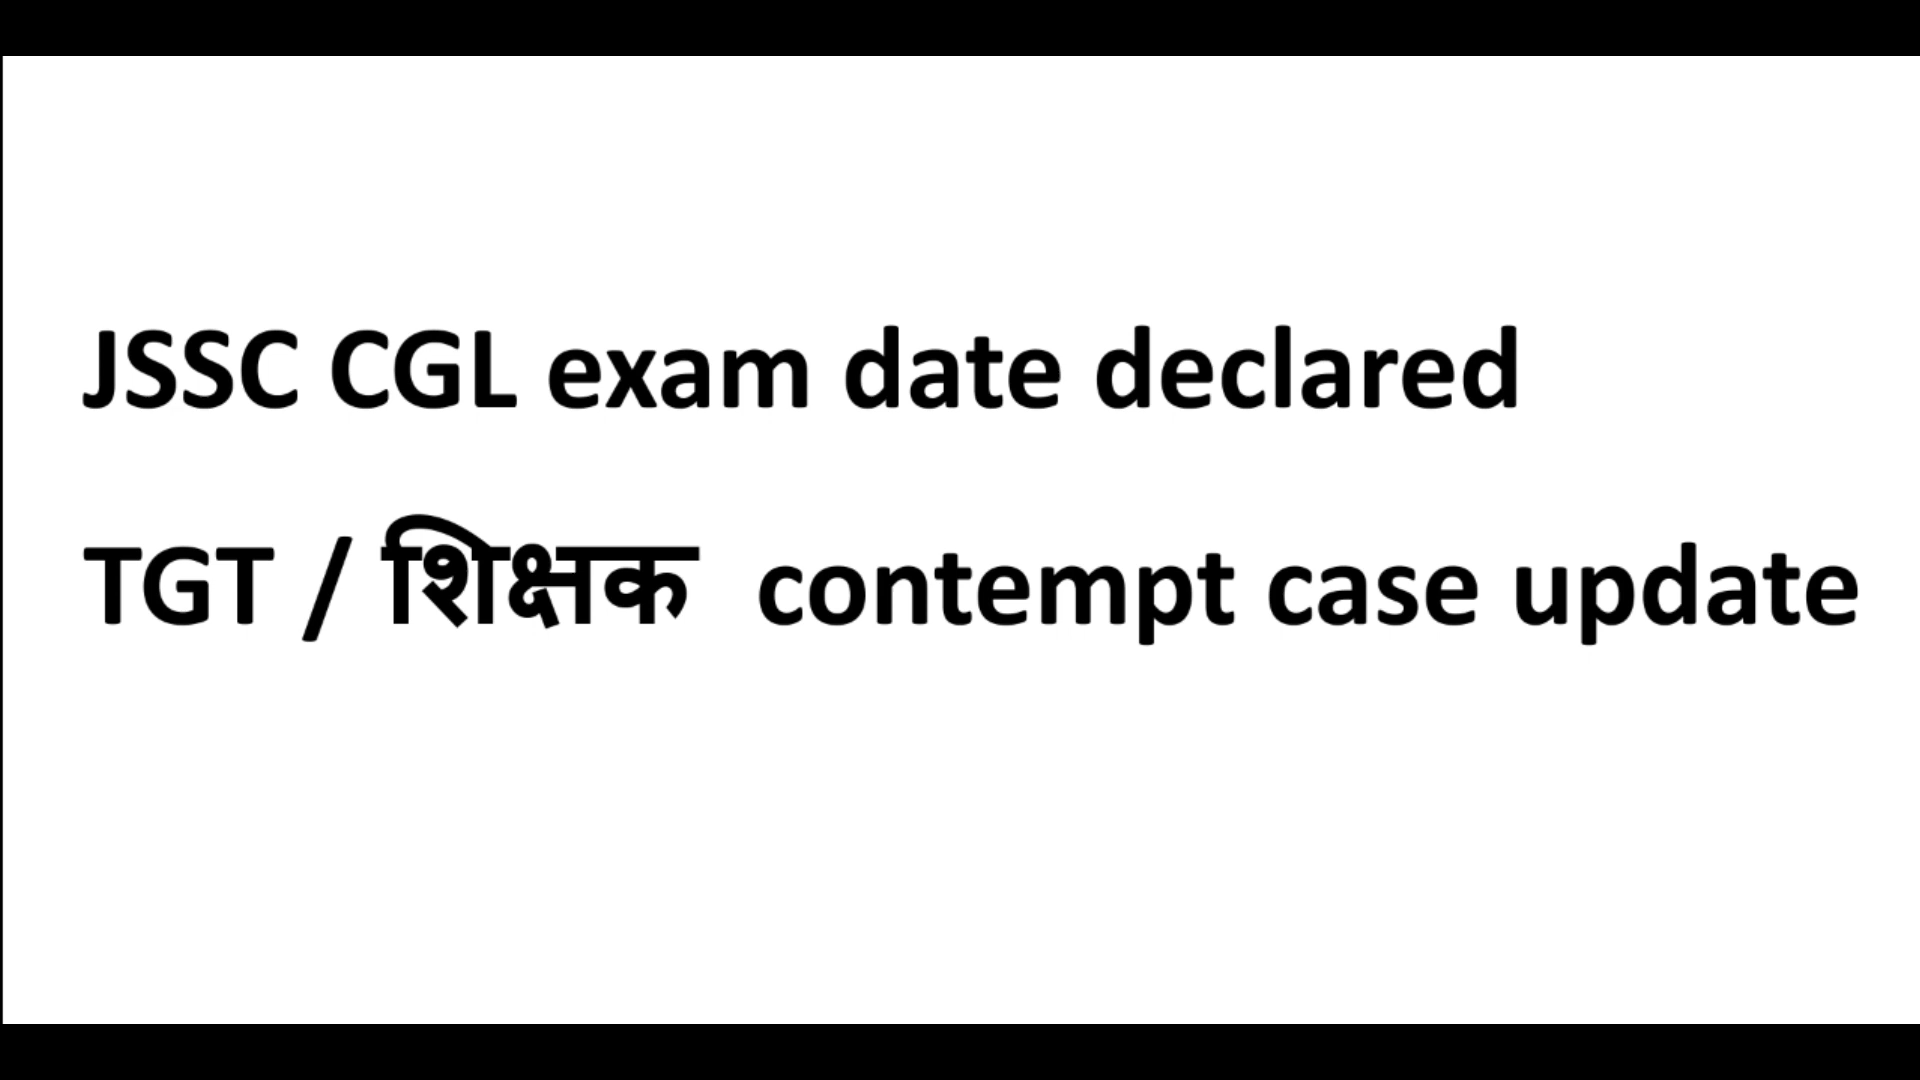 JSSC CGL exam date declared
TGT / शिक्षक contempt case update